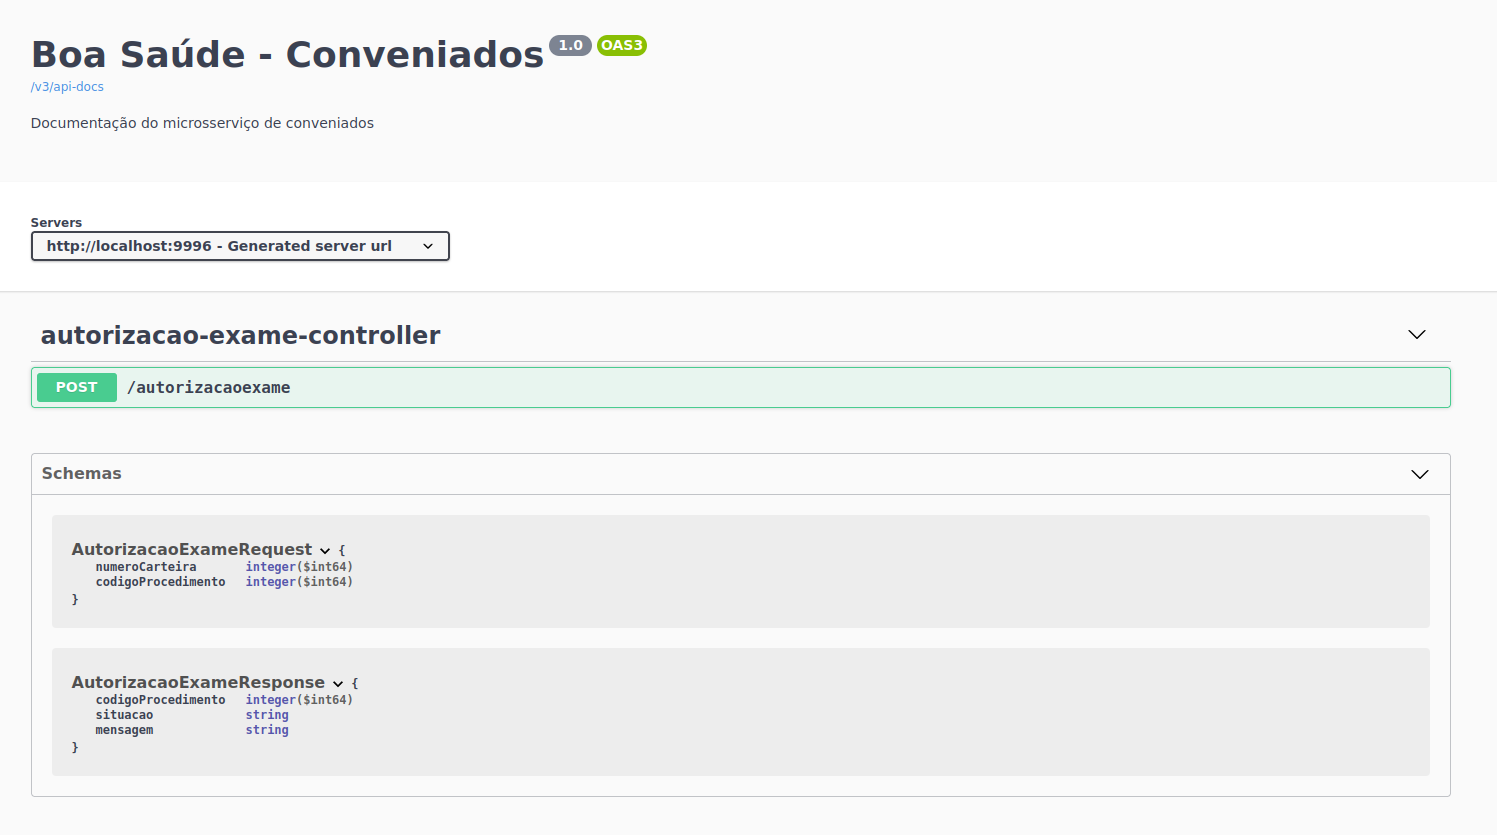 Boa Saúde - Conveniados 1.0 OAS3
/v3/api-docs
Documentação do microsserviço de conveniados
Servers
http://localhost:9996 - Generated server url
autorizacao-exame-controller
POST /autorizacaoexame
Schemas
AutorizacaoExameRequest {
numeroCarteira integer($int64)
codigoProcedimento integer($int64)
}
AutorizacaoExameResponse {
codigoProcedimento integer($int64)
situacao string
mensagem string
}